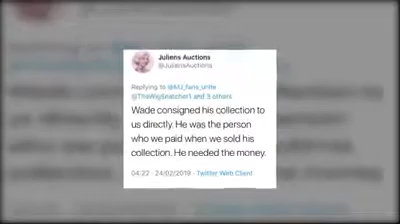 Juliens Auctions
@JuliensAuctions
Replying to @MJ_fans_unite
@ThaWigSnatcher1 and 3 others
Wade consigned his collection to
us directly. He was the person
who we paid when we sold his
collection. He needed the money.
04:22 · 24/02/2019 · Twitter Web Client